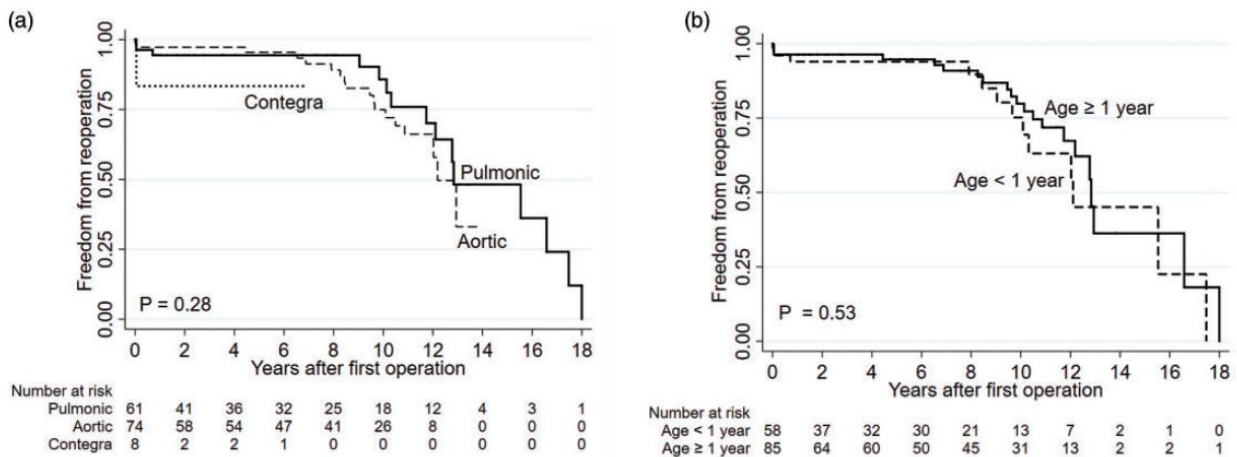 (a)
Freedom from reoperation
1.00
0.75
0.50
0.25
0.00
Contegra
Pulmonic
Aortic
P = 0.28
0 2 4 6 8 10 12 14 16 18
Years after first operation
Number at risk
Pulmonic 61 41 36 32 25 18 12 4 3 1
Aortic 74 58 54 47 41 26 8 0 0 0
Contegra 8 2 2 1 0 0 0 0 0 0
(b)
Freedom from reoperation
1.00
0.75
0.50
0.25
0.00
Age ≥ 1 year
Age < 1 year
P = 0.53
0 2 4 6 8 10 12 14 16 18
Years after first operation
Number at risk
Age < 1 year 58 37 32 30 21 13 7 2 1 0
Age ≥ 1 year 85 64 60 50 45 31 13 2 2 1